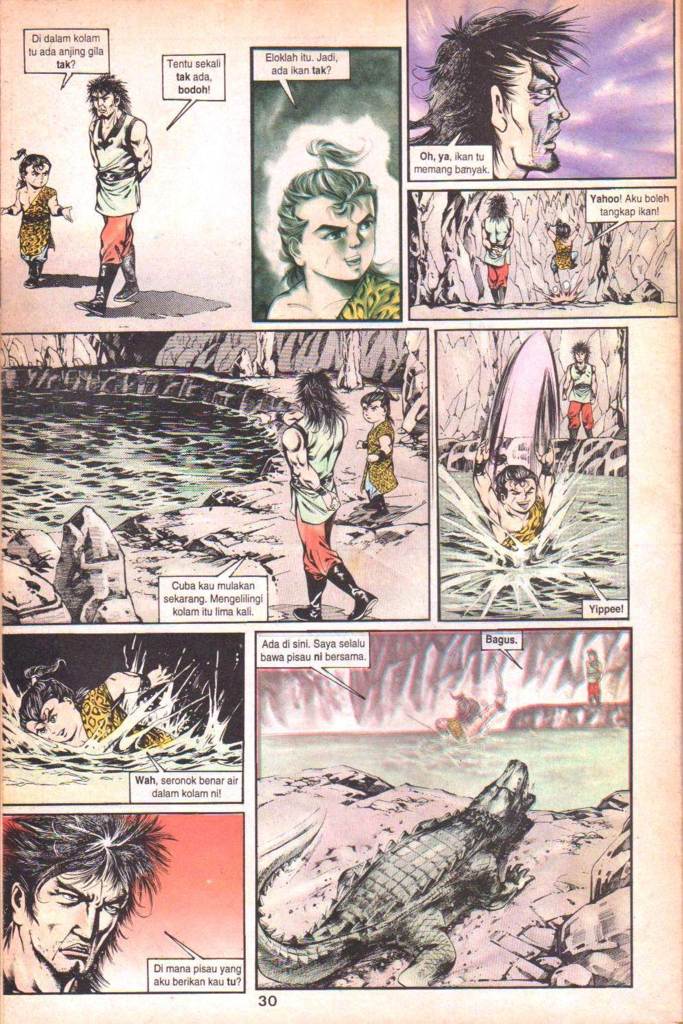 Di dalam kolam
tu ada anjing gila
tak?
Tentu sekali
tak ada,
bodoh!
Eloklah itu. Jadi,
ada ikan tak?
Oh, ya, ikan tu
memang banyak.
Yahoo! Aku boleh
tangkap ikan!
Cuba kau mulakan
sekarang. Mengelilingi
kolam itu lima kali.
Yippee!
Wah, seronok benar air
dalam kolam ni!
Di mana pisau yang
aku berikan kau tu?
Ada di sini. Saya selalu
bawa pisau ni bersama.
Bagus.
30